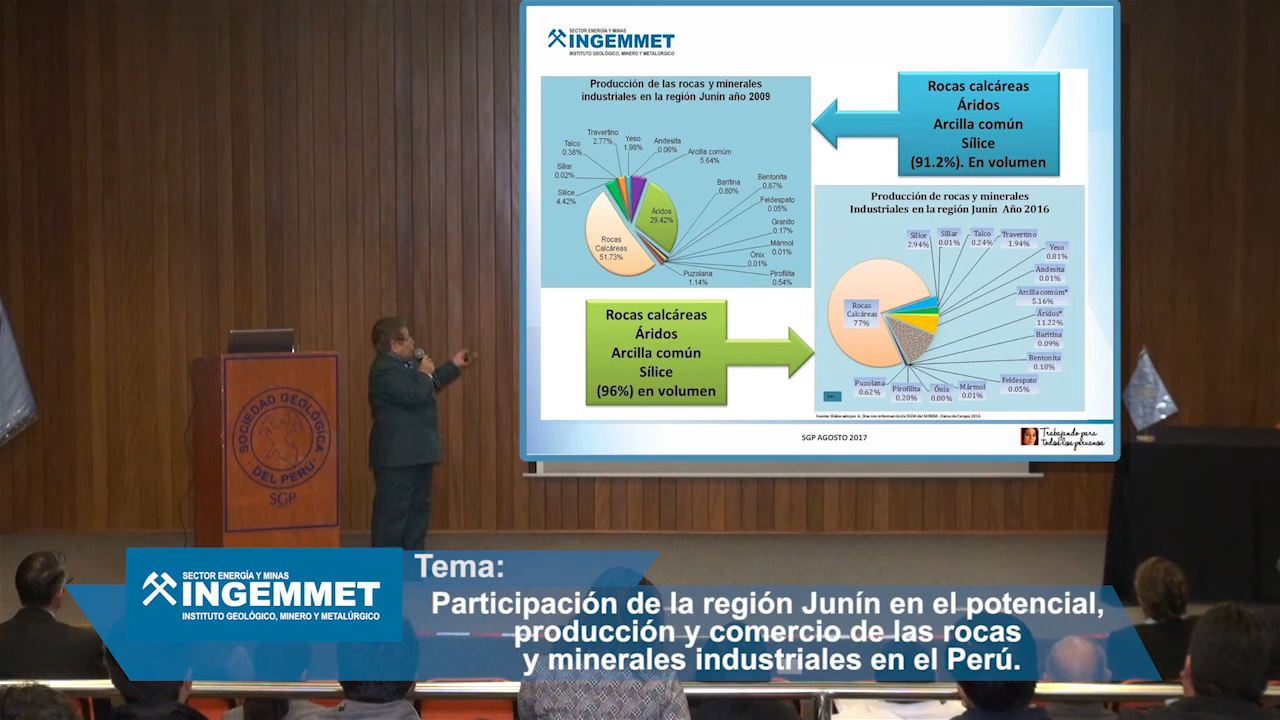 SECTOR ENERGÍA Y MINAS
INGEMMET
INSTITUTO GEOLÓGICO, MINERO Y METALÚRGICO
Producción de las rocas y minerales
industriales en la región Junín año 2009
Travertino
2.77%
Yeso
1.98%
Andesita
0.06%
Talco
0.38%
Arcilla comúm
5.64%
Sillar
0.02%
Baritina
0.80%
Bentonita
0.87%
Sílice
4.42%
Feldespato
0.05%
Áridos
29.42%
Granito
0.17%
Rocas
Calcáreas
51.73%
Mármol
0.01%
Ónix
0.01%
Puzolana
1.14%
Pirofilita
0.54%
Rocas calcáreas
Áridos
Arcilla común
Sílice
(91.2%). En volumen
Producción de rocas y minerales
Industriales en la región Junín Año 2016
Sílice
2.94%
Sillar
0.01%
Talco
0.24%
Travertino
1.94%
Yeso
0.81%
Andesita
0.01%
Arcilla comúm*
5.16%
Áridos*
11.22%
Rocas
Calcáreas
77%
Baritina
0.09%
Bentonita
0.18%
Feldespato
0.05%
Mármol
0.01%
Ónix
0.00%
Pirofilita
0.20%
Puzolana
0.62%
Rocas calcáreas
Áridos
Arcilla común
Sílice
(96%) en volumen
SGP AGOSTO 2017
Trabajando para
todos los peruanos
SOCIEDAD GEOLÓGICA
DEL PERÚ
SGP
SECTOR ENERGÍA Y MINAS
INGEMMET
INSTITUTO GEOLÓGICO, MINERO Y METALÚRGICO
Tema:
Participación de la región Junín en el potencial,
producción y comercio de las rocas
y minerales industriales en el Perú.